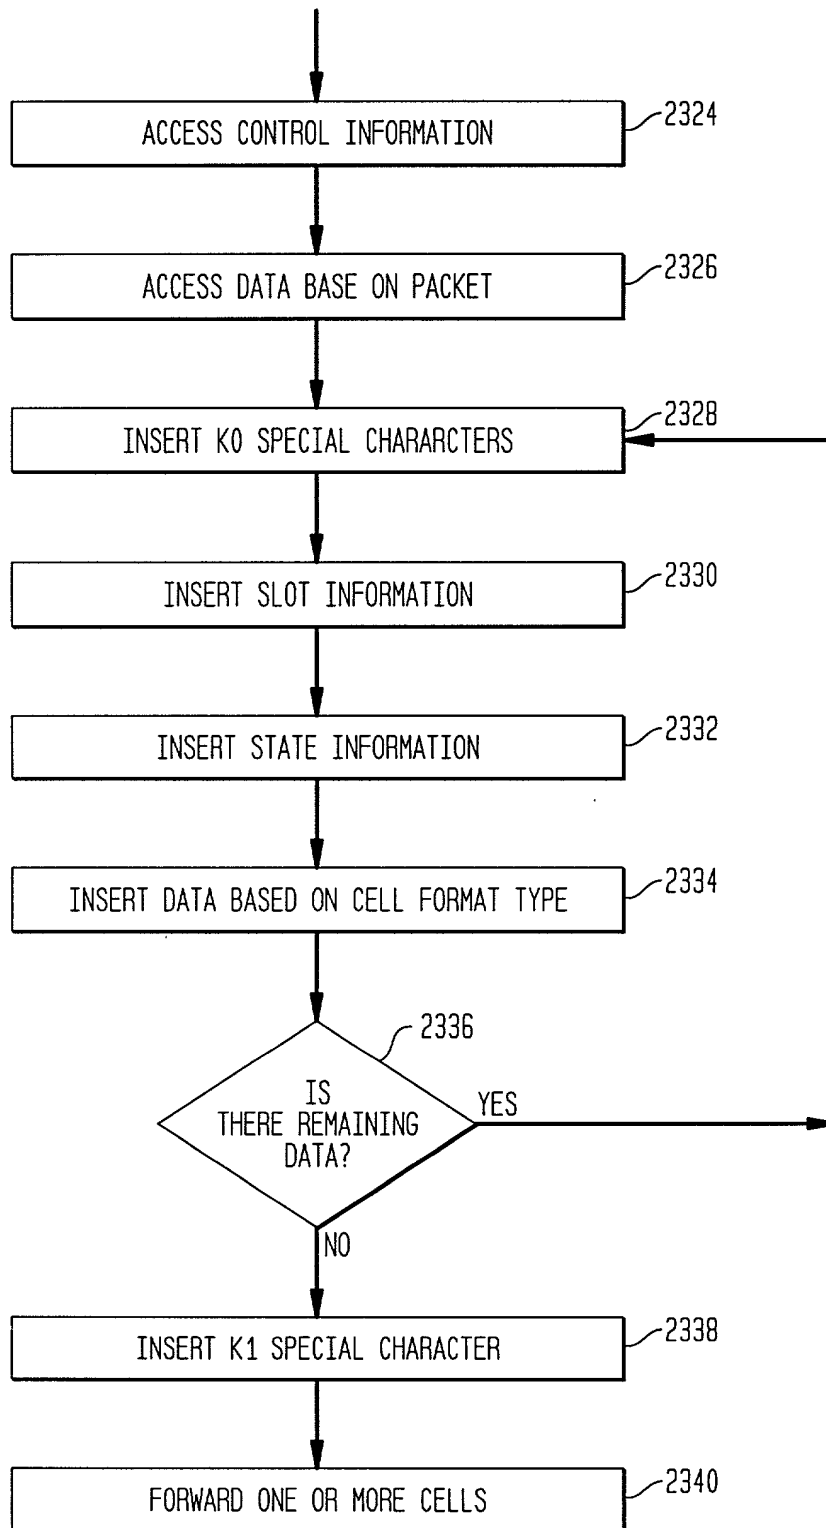 ACCESS CONTROL INFORMATION
2324
ACCESS DATA BASE ON PACKET
2326
INSERT K0 SPECIAL CHARARCTERS
2328
INSERT SLOT INFORMATION
2330
INSERT STATE INFORMATION
2332
INSERT DATA BASED ON CELL FORMAT TYPE
2334
2336
IS
THERE REMAINING
DATA?
YES
NO
INSERT K1 SPECIAL CHARACTER
2338
FORWARD ONE OR MORE CELLS
2340